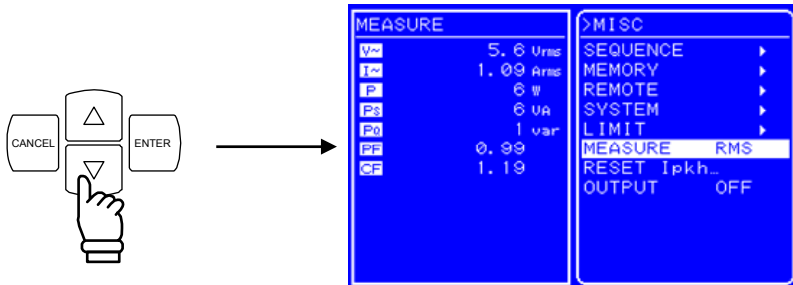 CANCEL
ENTER
MEASURE
V~ 5.6 Vrms
I~ 1.09 Arms
P 6 W
Ps 6 VA
PQ 1 var
PF 0.99
CF 1.19
>MISC
SEQUENCE
MEMORY
REMOTE
SYSTEM
LIMIT
MEASURE RMS
RESET Ipkh…
OUTPUT OFF